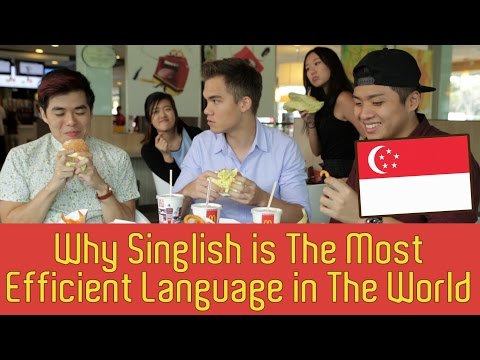 Why Singlish is The Most
Efficient Language in The World